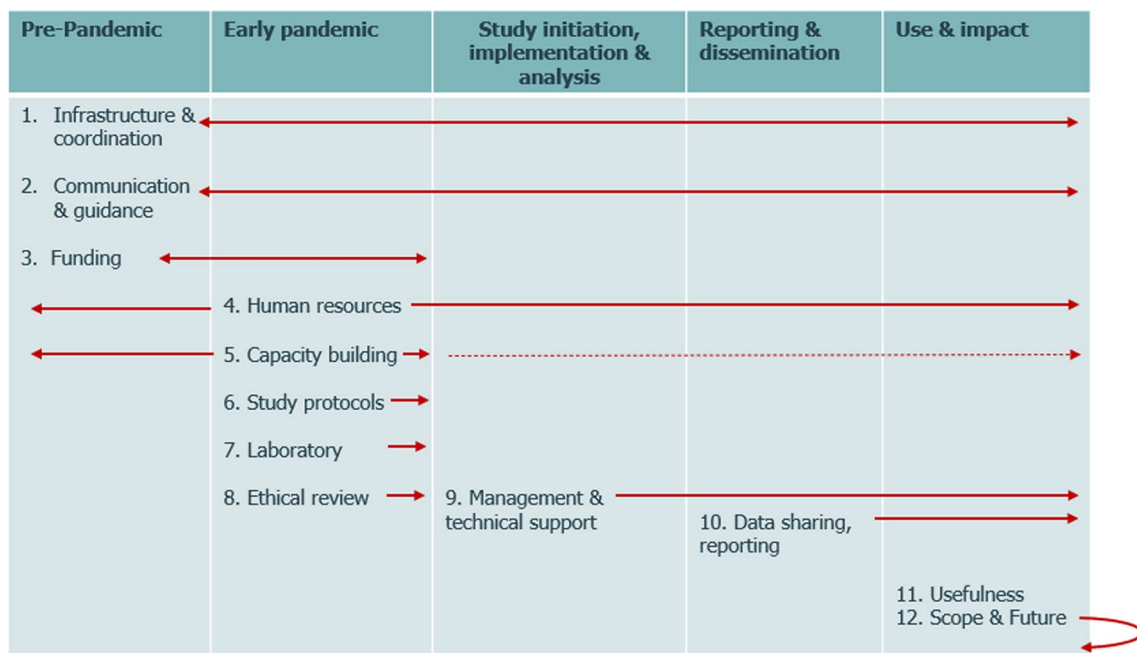 Pre-Pandemic
Early pandemic
Study initiation,
implementation &
analysis
Reporting &
dissemination
Use & impact
1. Infrastructure &
coordination
2. Communication
& guidance
3. Funding
4. Human resources
5. Capacity building
6. Study protocols
7. Laboratory
8. Ethical review
9. Management &
technical support
10. Data sharing,
reporting
11. Usefulness
12. Scope & Future